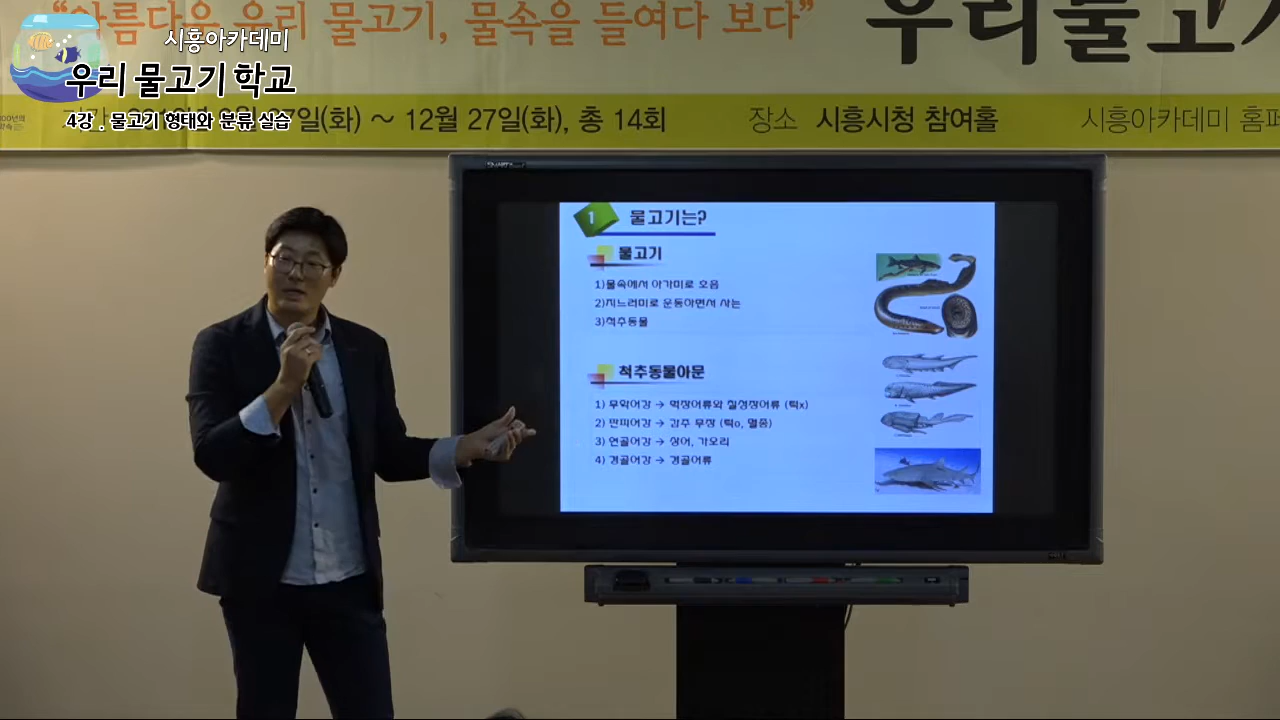 “아름다운 우리 물고기, 물속을 들여다 보다”
우리물고기
시흥아카데미
우리 물고기 학교
4강 . 물고기 형태와 분류 실습
27일(화) ~ 12월 27일(화), 총 14회
장소 시흥시청 참여홀
시흥아카데미 홈페
1 물고기는?
물고기
1)물속에서 아가미로 호흡
2)지느러미로 운동하면서 사는
3)척추동물
척추동물아문
1) 무악어강 → 먹장어류와 칠성장어류 (턱x)
2) 판피어강 → 갑주 무장 (턱o, 멸종)
3) 연골어강 → 상어, 가오리
4) 경골어강 → 경골어류